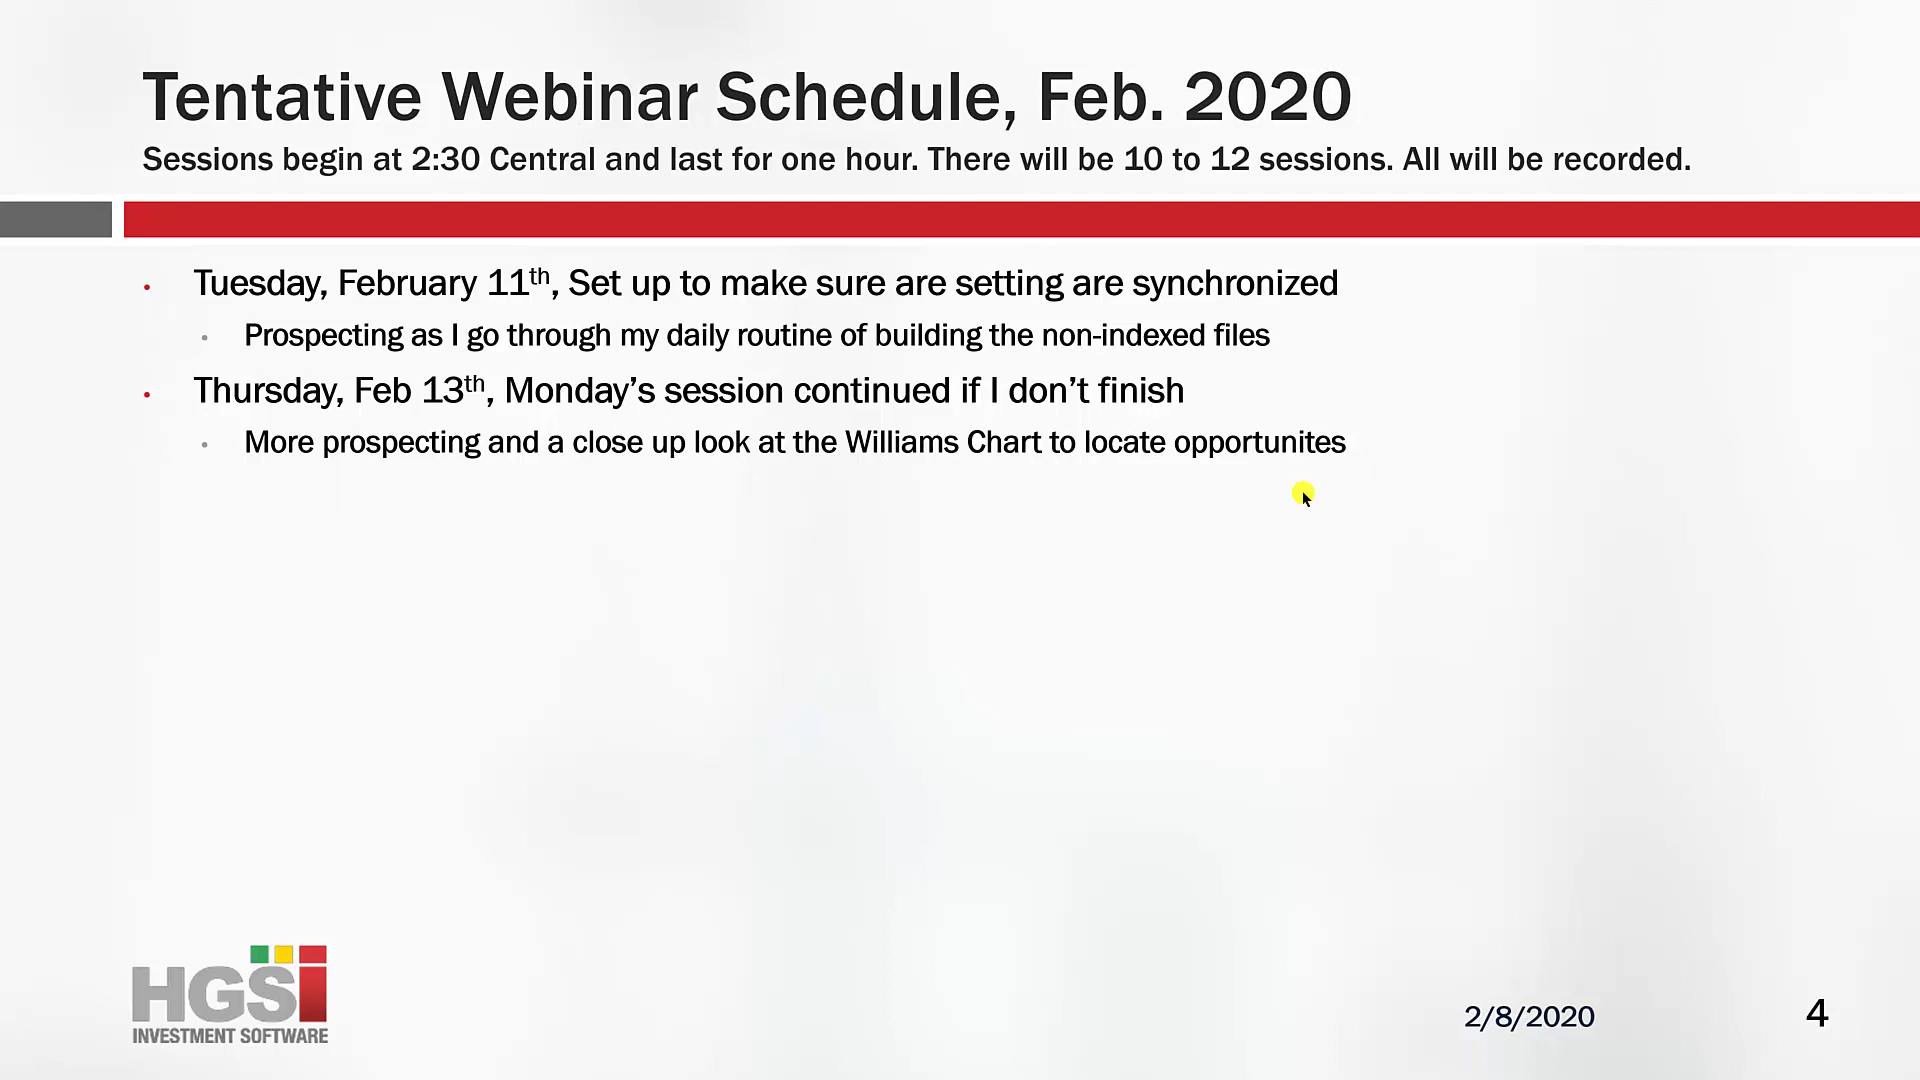 Tentative Webinar Schedule, Feb. 2020
Sessions begin at 2:30 Central and last for one hour. There will be 10 to 12 sessions. All will be recorded.
• Tuesday, February 11th, Set up to make sure are setting are synchronized
• Prospecting as I go through my daily routine of building the non-indexed files
• Thursday, Feb 13th, Monday’s session continued if I don’t finish
• More prospecting and a close up look at the Williams Chart to locate opportunites
HGSI
INVESTMENT SOFTWARE
2/8/2020
4